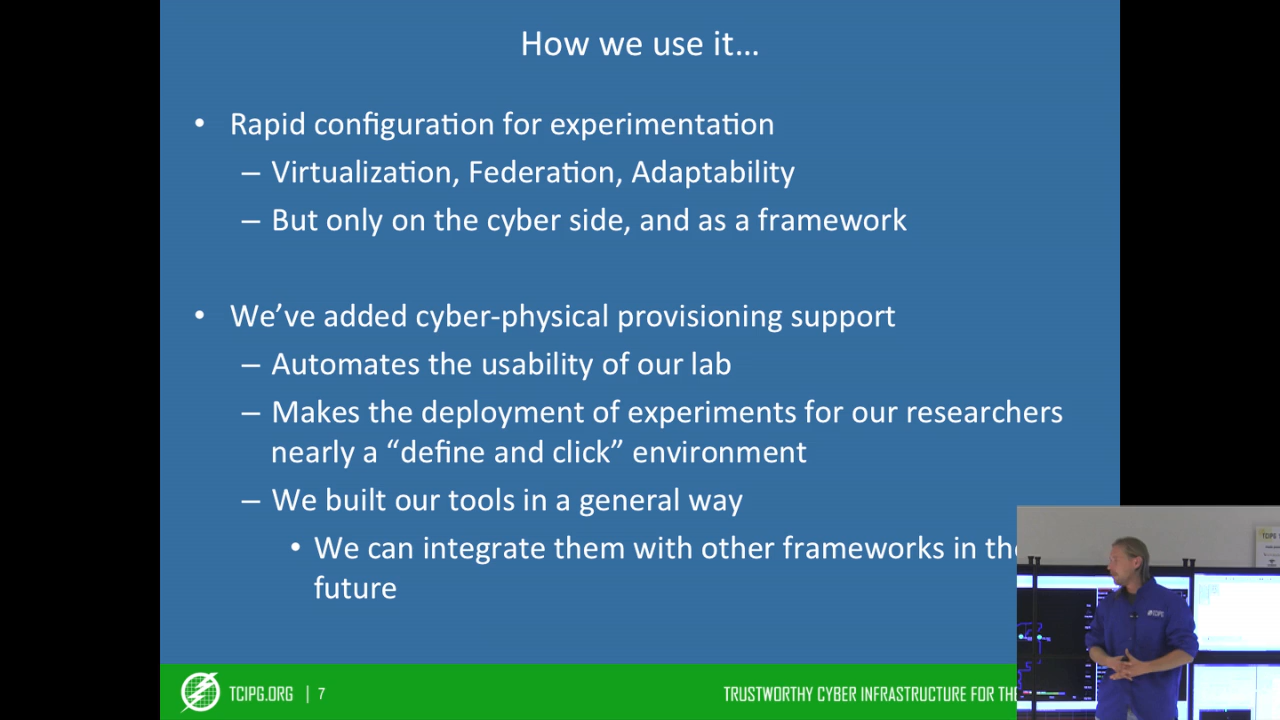 How we use it…
• Rapid configuration for experimentation
– Virtualization, Federation, Adaptability
– But only on the cyber side, and as a framework
• We’ve added cyber-physical provisioning support
– Automates the usability of our lab
– Makes the deployment of experiments for our researchers
nearly a “define and click” environment
– We built our tools in a general way
• We can integrate them with other frameworks in the
future
TCIPG.ORG | 7
TRUSTWORTHY CYBER INFRASTRUCTURE FOR THE
TCIPG